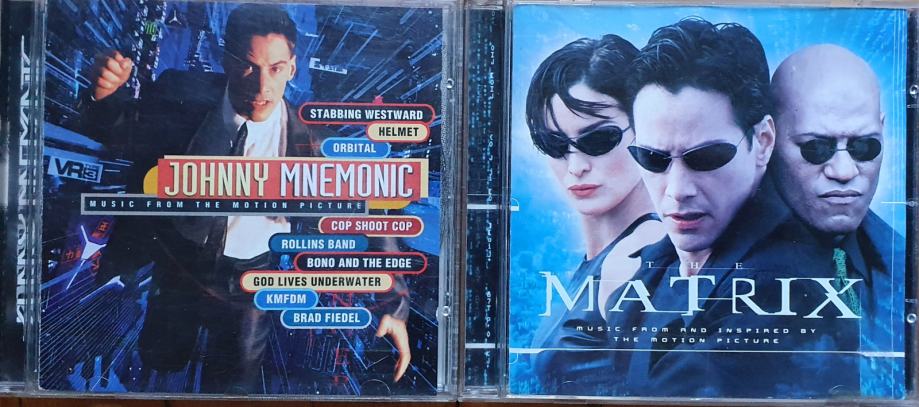 STABBING WESTWARD
HELMET
ORBITAL
JOHNNY MNEMONIC
MUSIC FROM THE MOTION PICTURE
COP SHOOT COP
ROLLINS BAND
BONO AND THE EDGE
GOD LIVES UNDERWATER
KMFDM
BRAD FIEDEL
VR
THE
MATRIX
MUSIC FROM AND INSPIRED BY
THE MOTION PICTURE